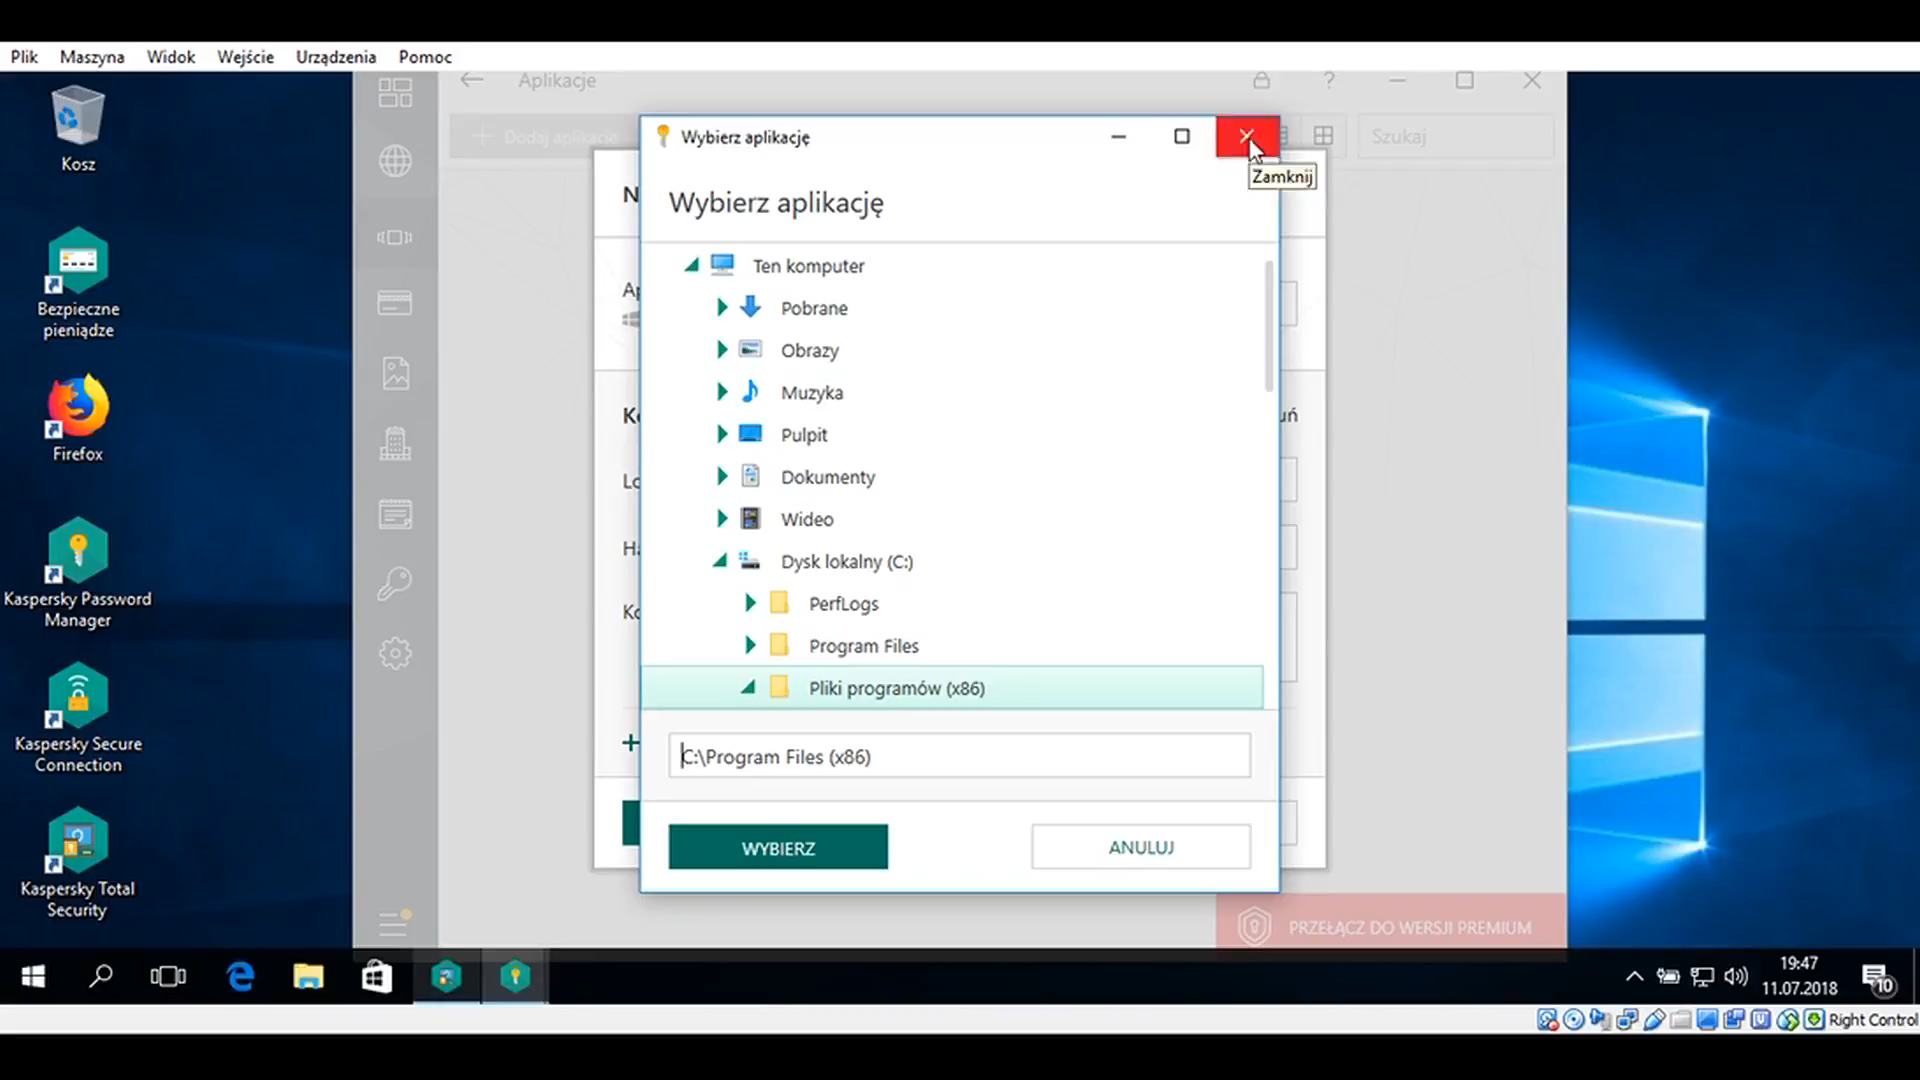 Plik Maszyna Widok Wejście Urządzenia Pomoc
Aplikacje
?
Dodaj aplikację
Szukaj
Wybierz aplikację
Zamknij
Wybierz aplikację
Ten komputer
Pobrane
Obrazy
Muzyka
Pulpit
Dokumenty
Wideo
Dysk lokalny (C:)
PerfLogs
Program Files
Pliki programów (x86)
C:\Program Files (x86)
WYBIERZ
ANULUJ
PRZEŁĄCZ DO WERSJI PREMIUM
Kosz
Bezpieczne
pieniądze
Firefox
Kaspersky Password
Manager
Kaspersky Secure
Connection
Kaspersky Total
Security
19:47
11.07.2018
10
Right Control